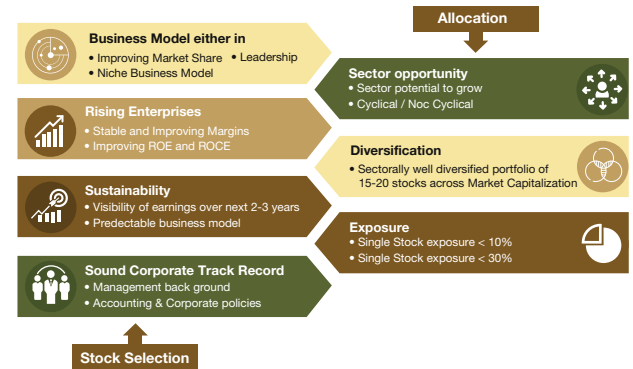 Allocation
Business Model either in
• Improving Market Share • Leadership
• Niche Business Model
Rising Enterprises
• Stable and Improving Margins
• Improving ROE and ROCE
Sustainability
• Visibility of earnings over next 2-3 years
• Predectable business model
Sound Corporate Track Record
• Management back ground
• Accounting & Corporate policies
Stock Selection
Sector opportunity
• Sector potential to grow
• Cyclical / Noc Cyclical
Diversification
• Sectorally well diversified portfolio of
15-20 stocks across Market Capitalization
Exposure
• Single Stock exposure < 10%
• Single Stock exposure < 30%